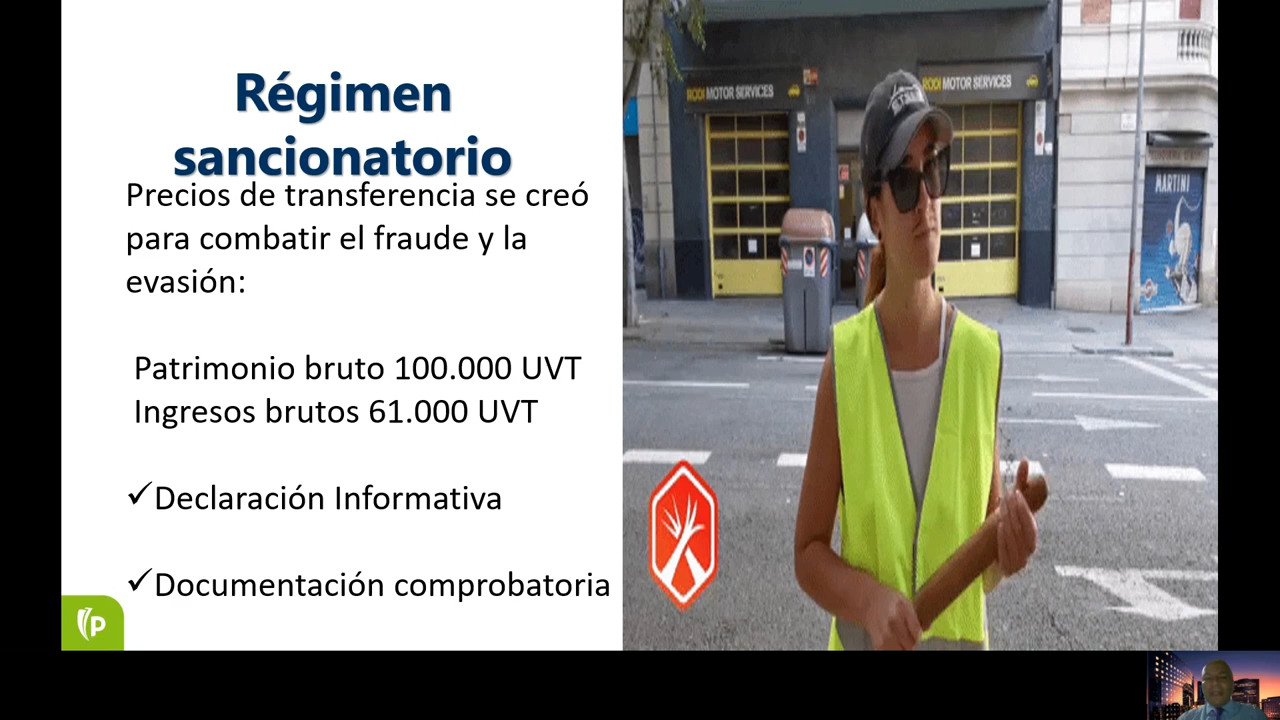 Régimen
sancionatorio
Precios de transferencia se creó
para combatir el fraude y la
evasión:
Patrimonio bruto 100.000 UVT
Ingresos brutos 61.000 UVT
✓Declaración Informativa
✓Documentación comprobatoria
p
RODI MOTOR SERVICES
RODI MOTOR SERVICES
MARTINI